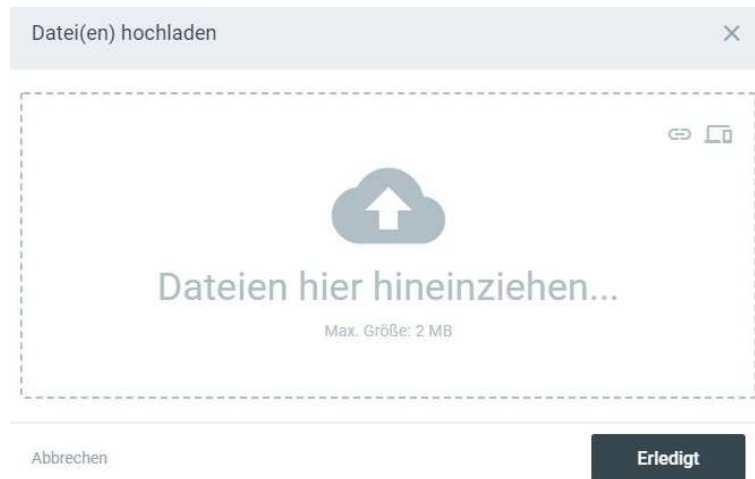 Datei(en) hochladen
Dateien hier hineinziehen...
Max. Größe: 2 MB
Abbrechen
Erledigt